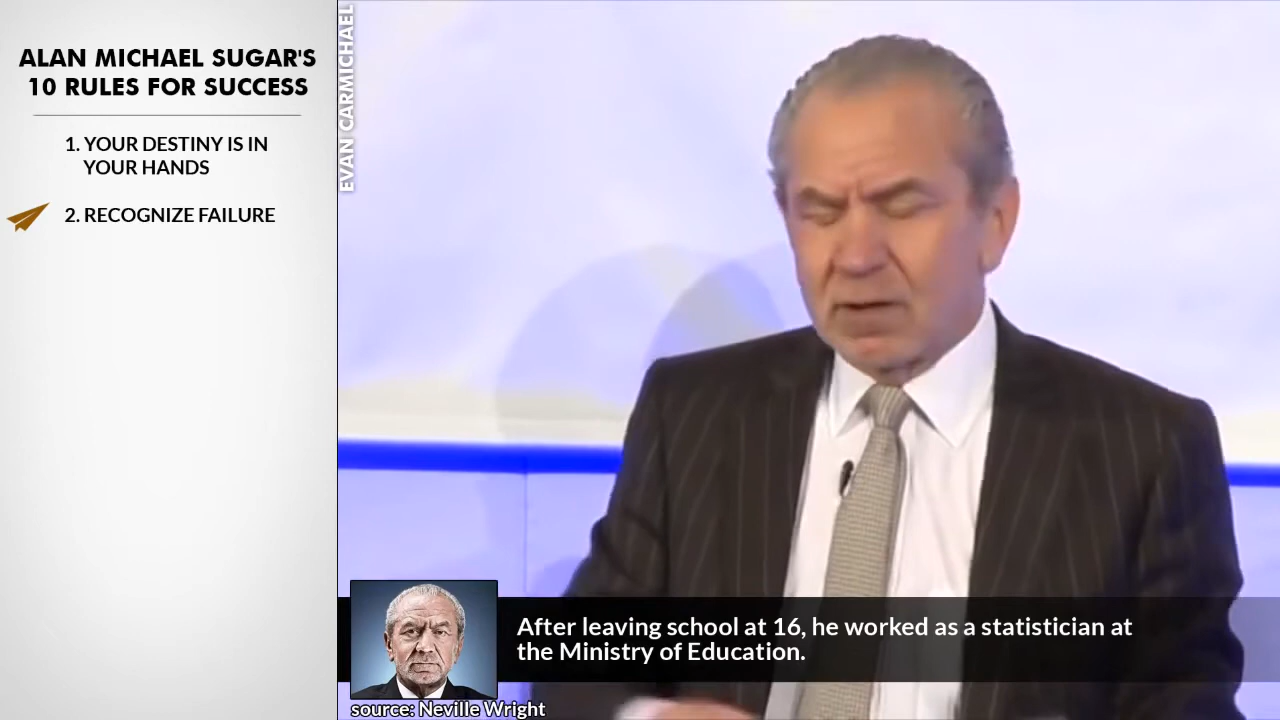 ALAN MICHAEL SUGAR'S
10 RULES FOR SUCCESS
1. YOUR DESTINY IS IN
YOUR HANDS
2. RECOGNIZE FAILURE
EVAN CARMICHAEL
After leaving school at 16, he worked as a statistician at
the Ministry of Education.
source: Neville Wright